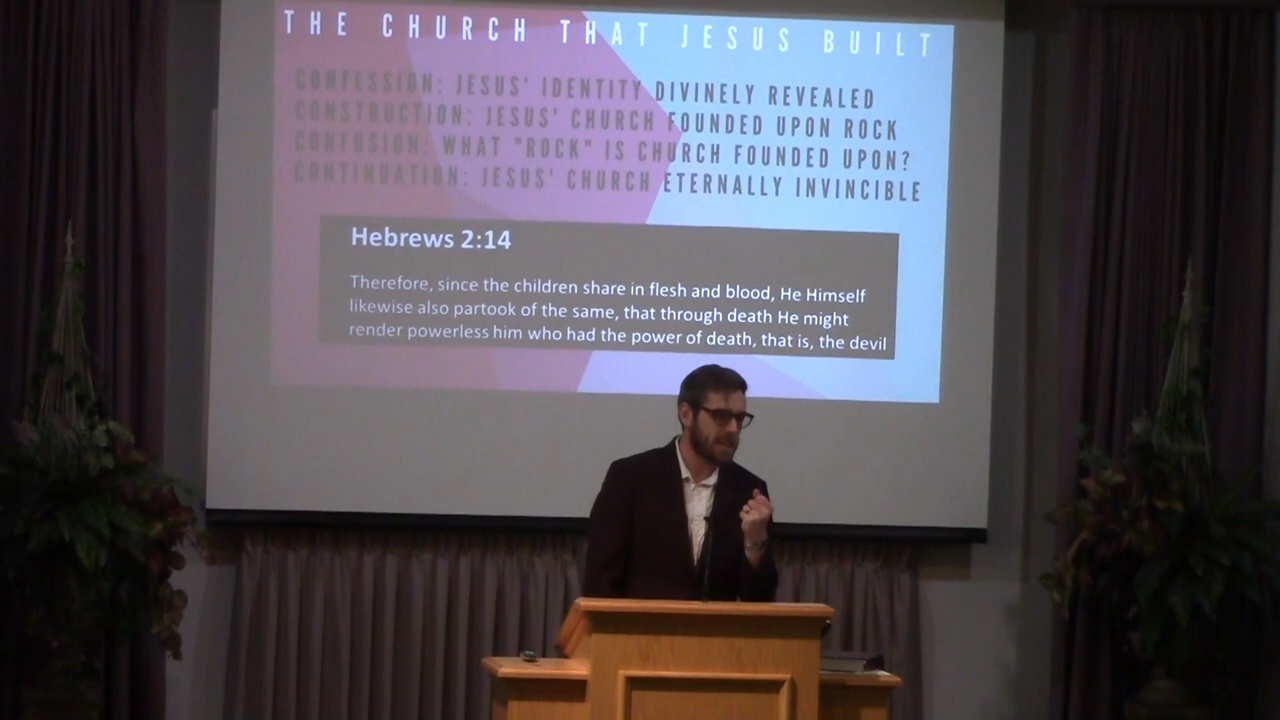 THE CHURCH THAT JESUS BUILT
CONFESSION: JESUS' IDENTITY DIVINELY REVEALED
CONSTRUCTION: JESUS' CHURCH FOUNDED UPON ROCK
CONFUSION: WHAT "ROCK" IS CHURCH FOUNDED UPON?
CONTINUATION: JESUS' CHURCH ETERNALLY INVINCIBLE
Hebrews 2:14
Therefore, since the children share in flesh and blood, He Himself
likewise also partook of the same, that through death He might
render powerless him who had the power of death, that is, the devil